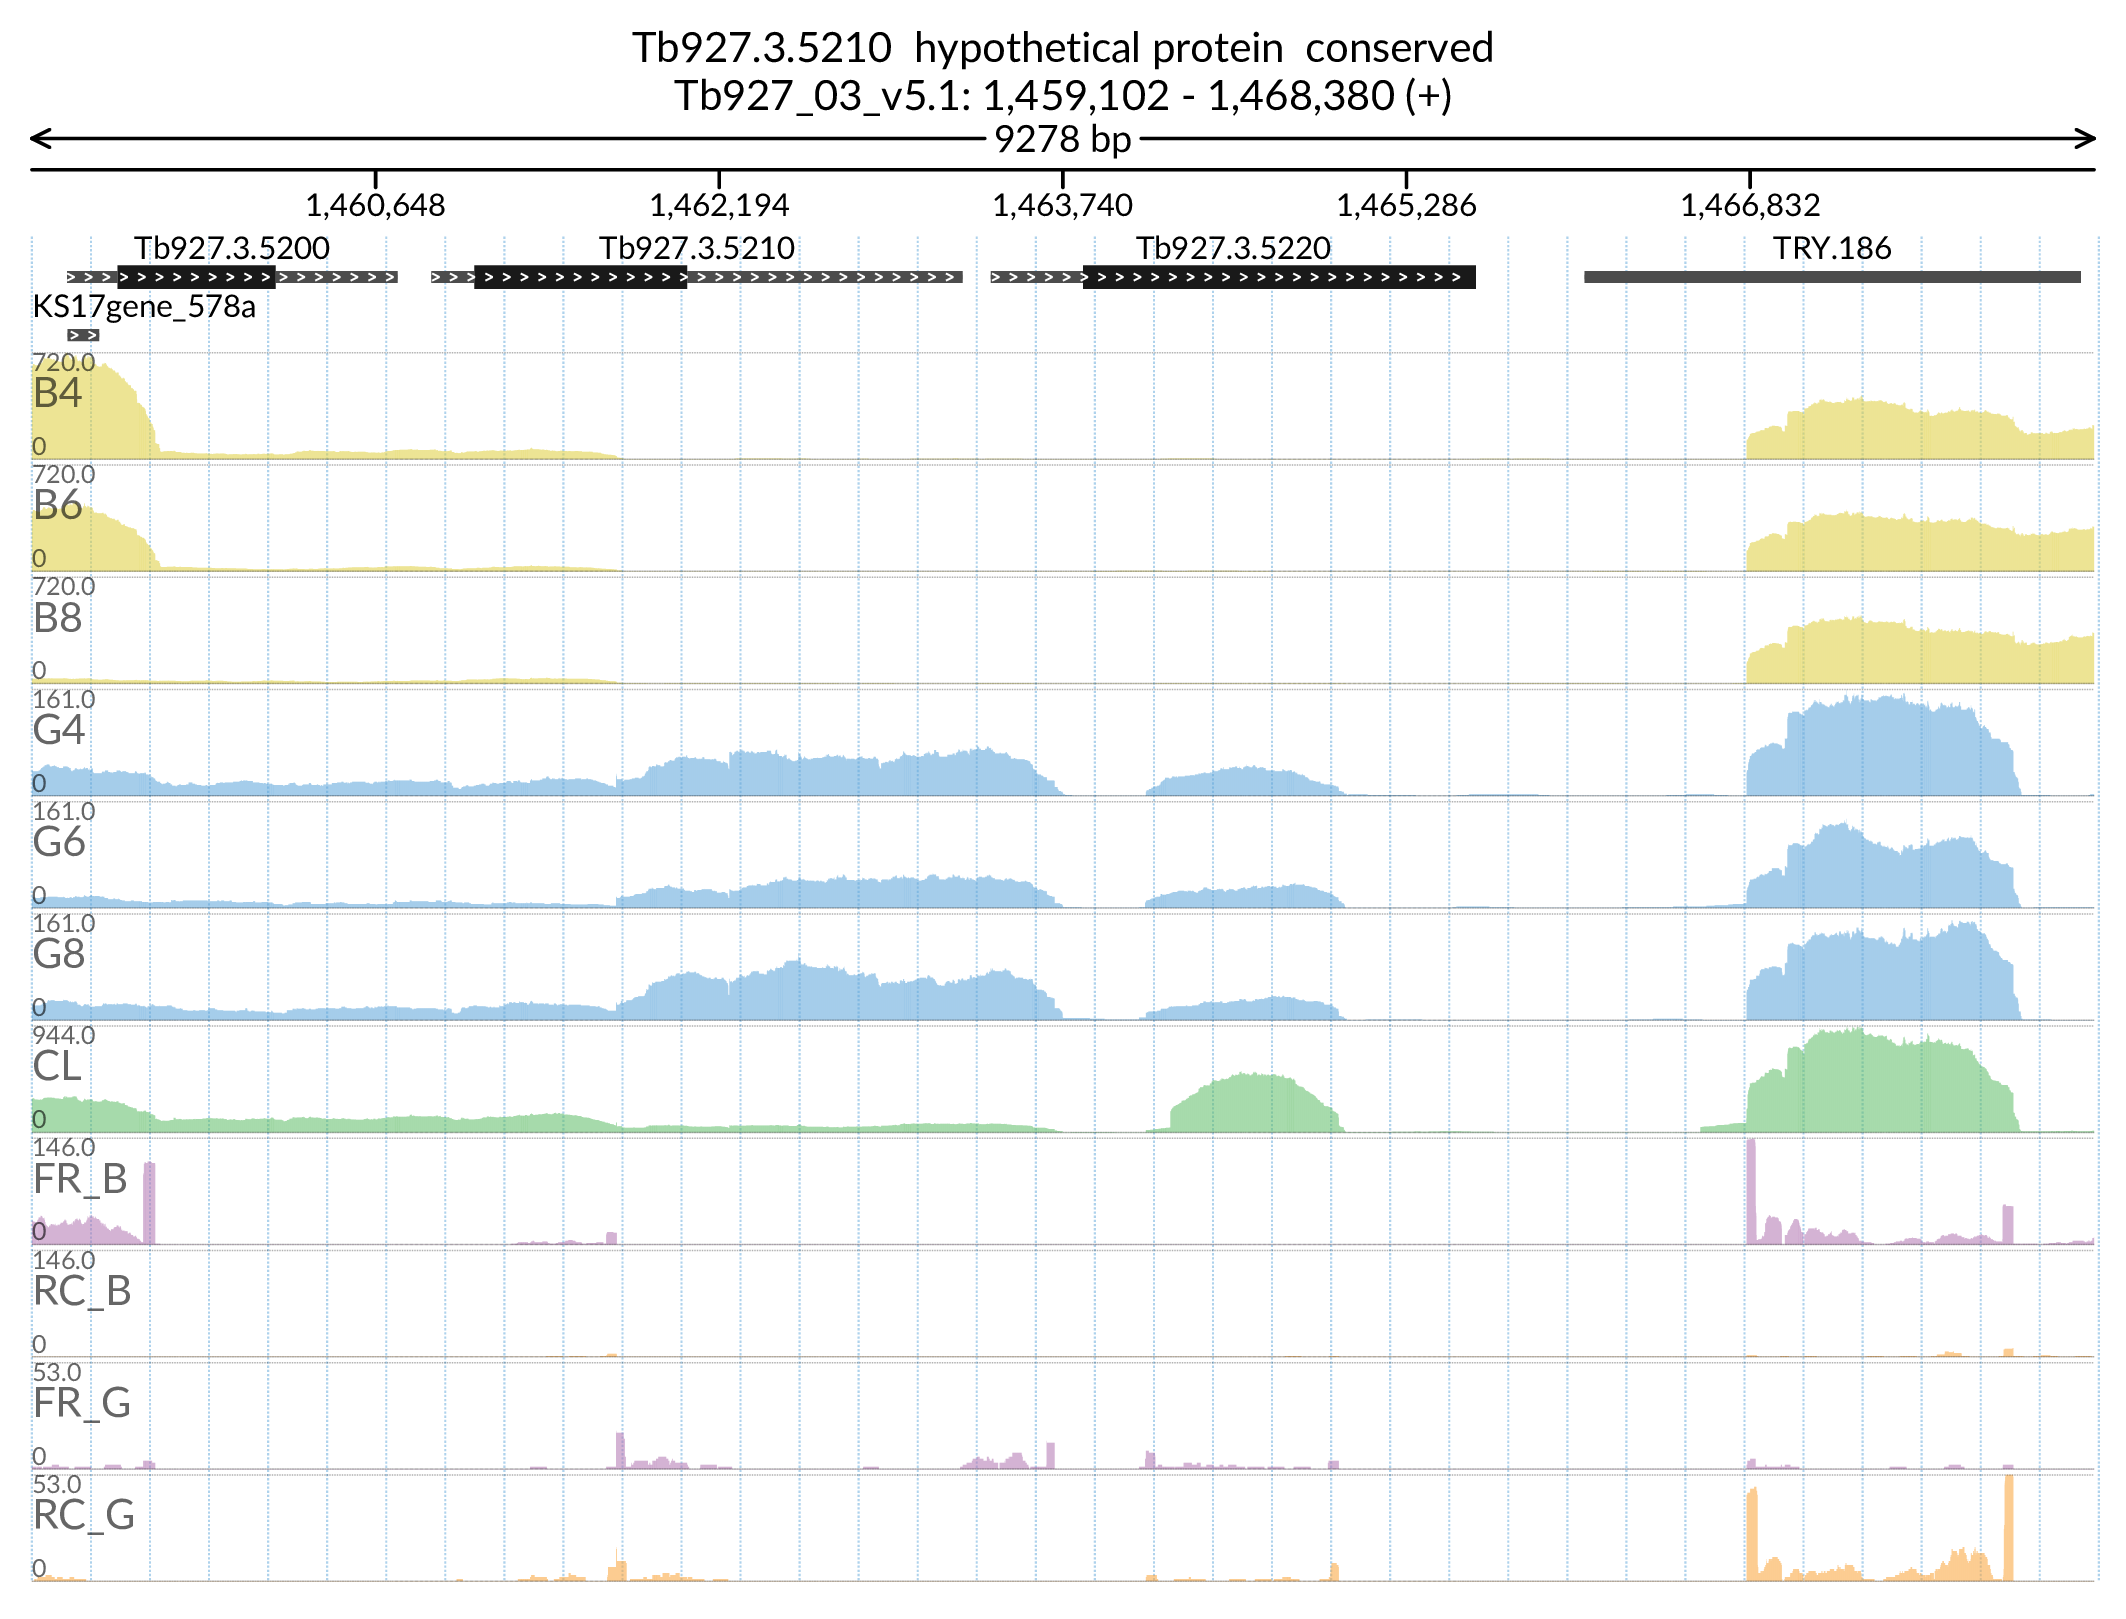 Tb927.3.5210  hypothetical protein  conserved
Tb927_03_v5.1: 1,459,102 - 1,468,380 (+)
9278 bp
1,460,648 1,462,194 1,463,740 1,465,286 1,466,832
Tb927.3.5200 Tb927.3.5210 Tb927.3.5220 TRY.186
KS17gene_578a
720.0
B4
0
720.0
B6
0
720.0
B8
0
161.0
G4
0
161.0
G6
0
161.0
G8
0
944.0
CL
0
146.0
FR_B
0
146.0
RC_B
0
53.0
FR_G
0
53.0
RC_G
0